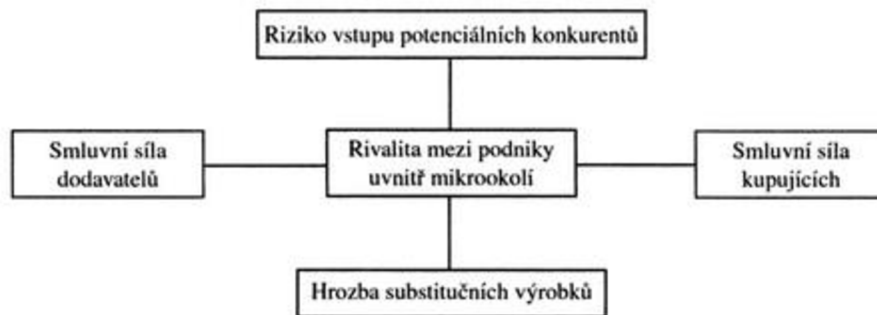 Riziko vstupu potenciálních konkurentů
Smluvní síla
dodavatelů
Rivalita mezi podniky
uvnitř mikrookolí
Smluvní síla
kupujících
Hrozba substitučních výrobků